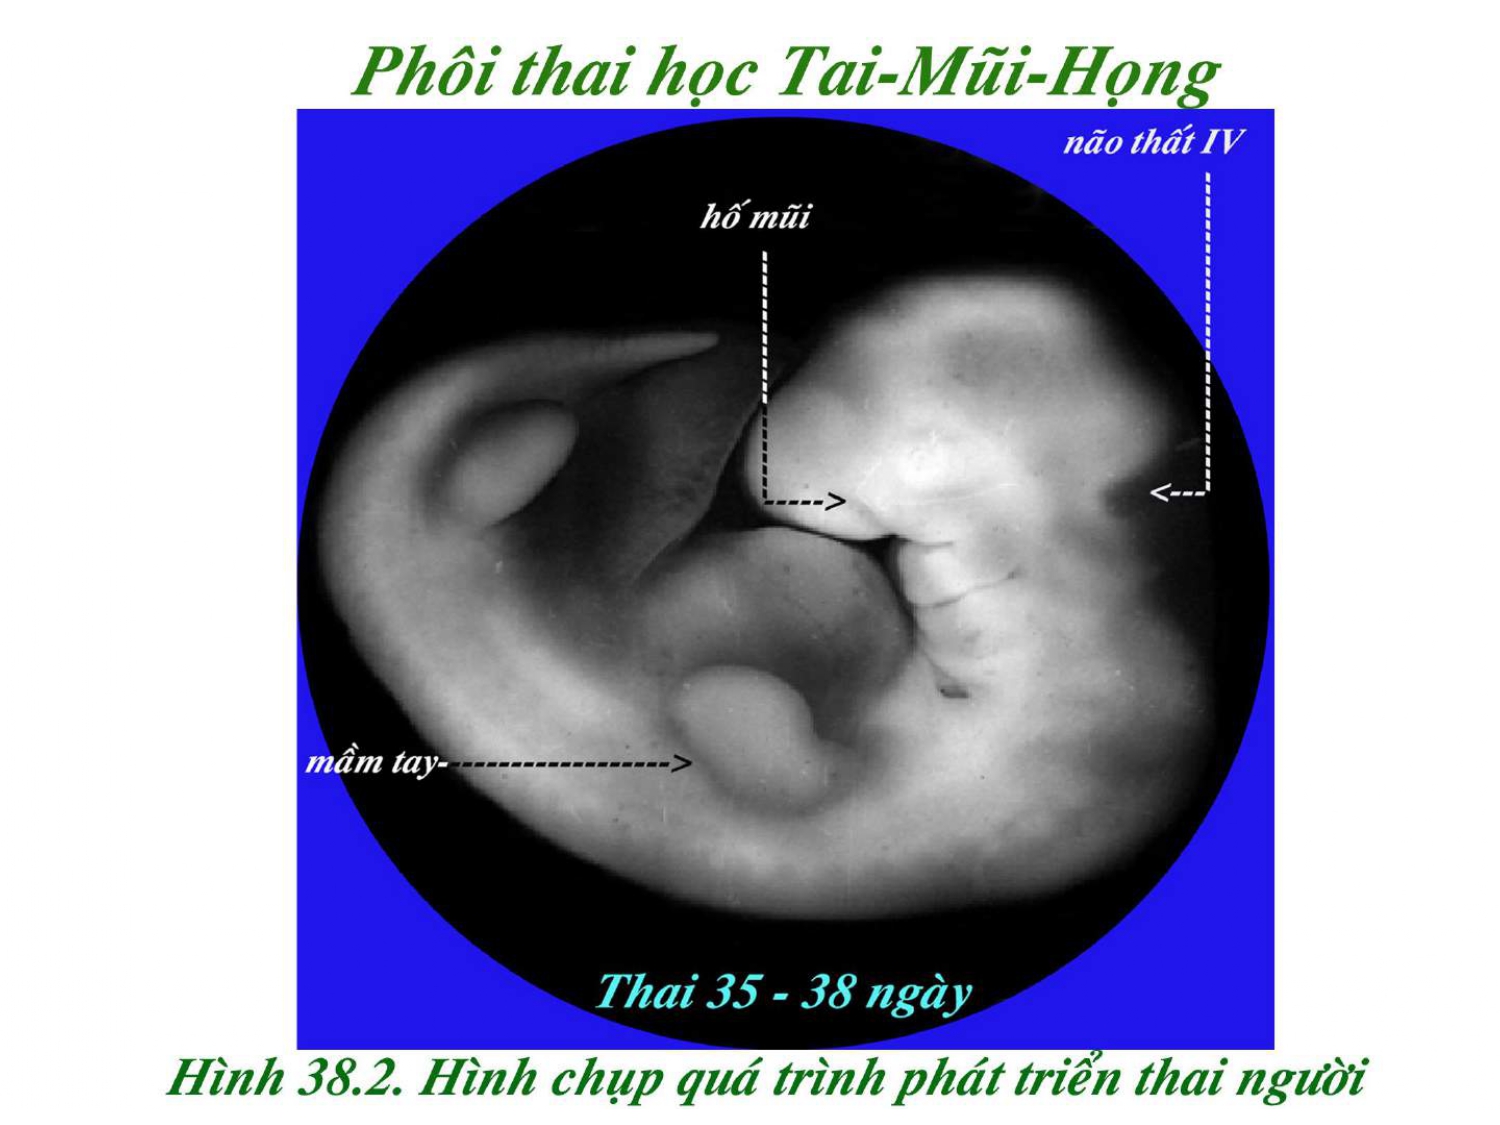 Phôi thai học Tai-Mũi-Họng
não thất IV
hố mũi
mầm tay
Thai 35 - 38 ngày
Hình 38.2. Hình chụp quá trình phát triển thai người